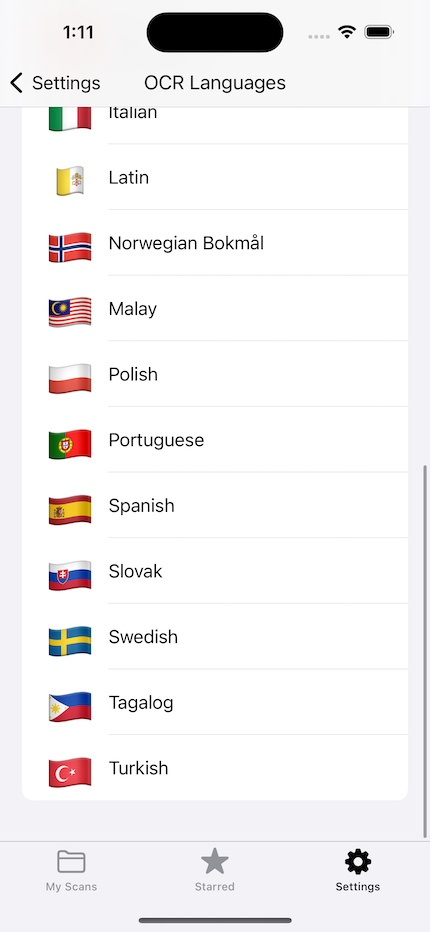 1:11
Settings
OCR Languages
Italian
Latin
Norwegian Bokmål
Malay
Polish
Portuguese
Spanish
Slovak
Swedish
Tagalog
Turkish
My Scans
Starred
Settings